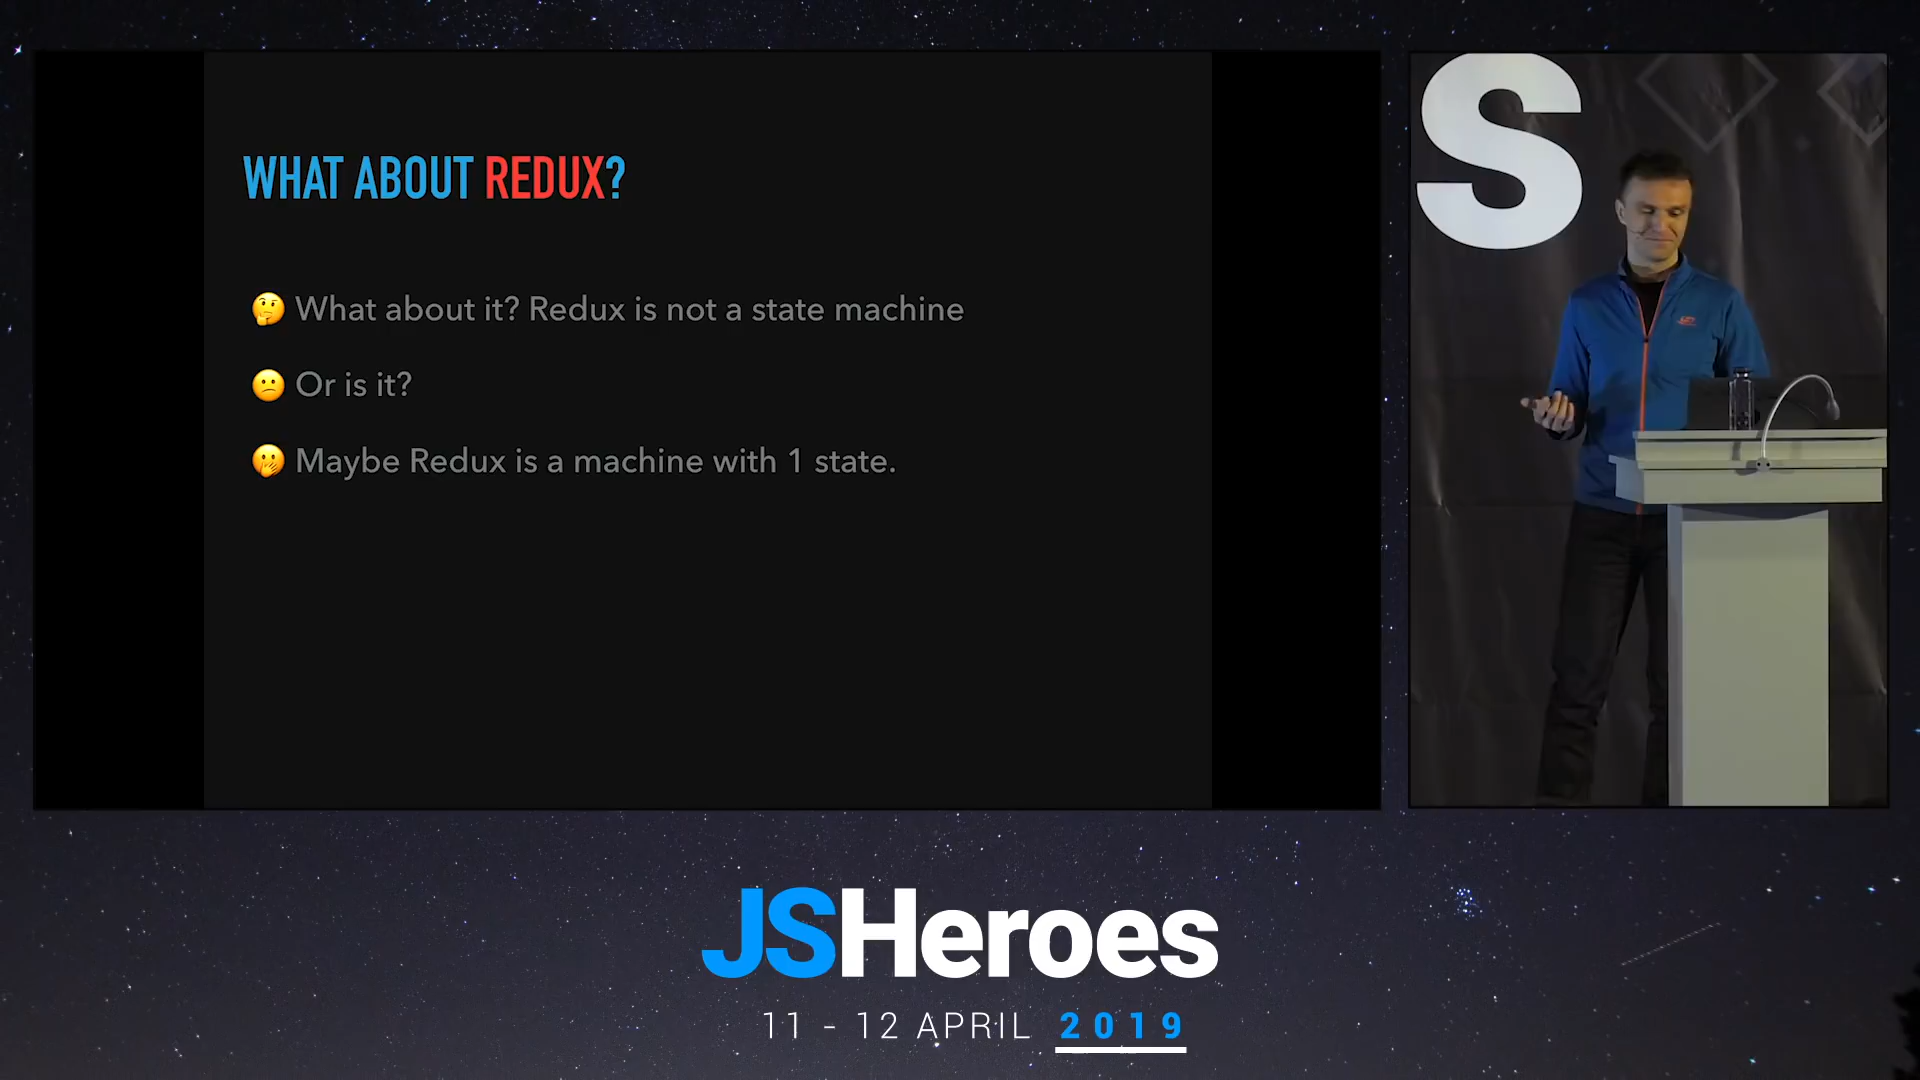 WHAT ABOUT REDUX?
🤔 What about it? Redux is not a state machine
😕 Or is it?
🤭 Maybe Redux is a machine with 1 state.
S
JSHeroes
11 - 12 APRIL 2019